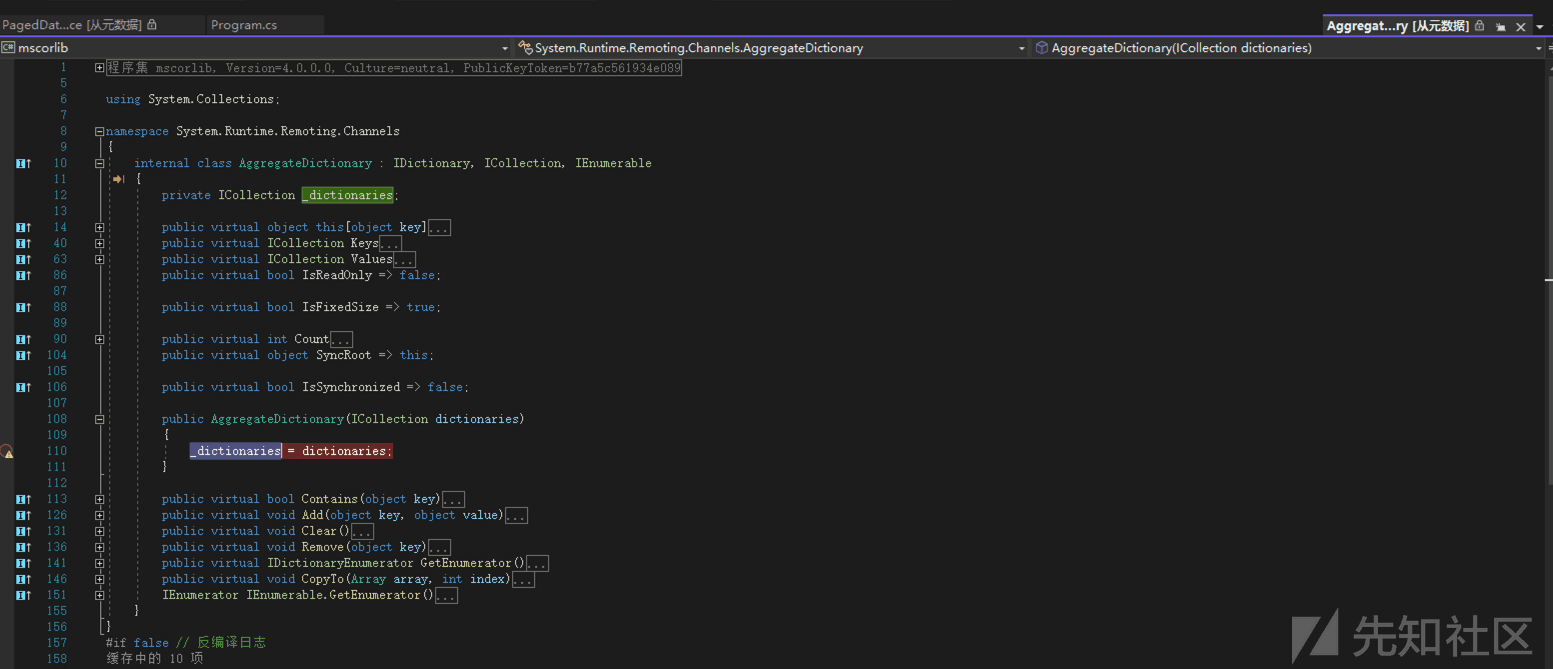 PagedDat...ce [从元数据]
Program.cs
Aggregat...ry [从元数据]
C# mscorlib
System.Runtime.Remoting.Channels.AggregateDictionary
AggregateDictionary(ICollection dictionaries)
1 程序集 mscorlib, Version=4.0.0.0, Culture=neutral, PublicKeyToken=b77a5c561934e089
5
6 using System.Collections;
7
8 namespace System.Runtime.Remoting.Channels
9 {
10 internal class AggregateDictionary : IDictionary, ICollection, IEnumerable
11 {
12 private ICollection _dictionaries;
13
14 public virtual object this[object key]...
40 public virtual ICollection Keys...
63 public virtual ICollection Values...
86 public virtual bool IsReadOnly => false;
87
88 public virtual bool IsFixedSize => true;
89
90 public virtual int Count...
104 public virtual object SyncRoot => this;
105
106 public virtual bool IsSynchronized => false;
107
108 public AggregateDictionary(ICollection dictionaries)
109 {
110 _dictionaries = dictionaries;
111 }
112
113 public virtual bool Contains(object key)...
126 public virtual void Add(object key, object value)...
131 public virtual void Clear()...
136 public virtual void Remove(object key)...
141 public virtual IDictionaryEnumerator GetEnumerator()...
146 public virtual void CopyTo(Array array, int index)...
151 IEnumerator IEnumerable.GetEnumerator()...
155 }
156 }
157 #if false // 反编译日志
158 缓存中的 10 项
先知社区